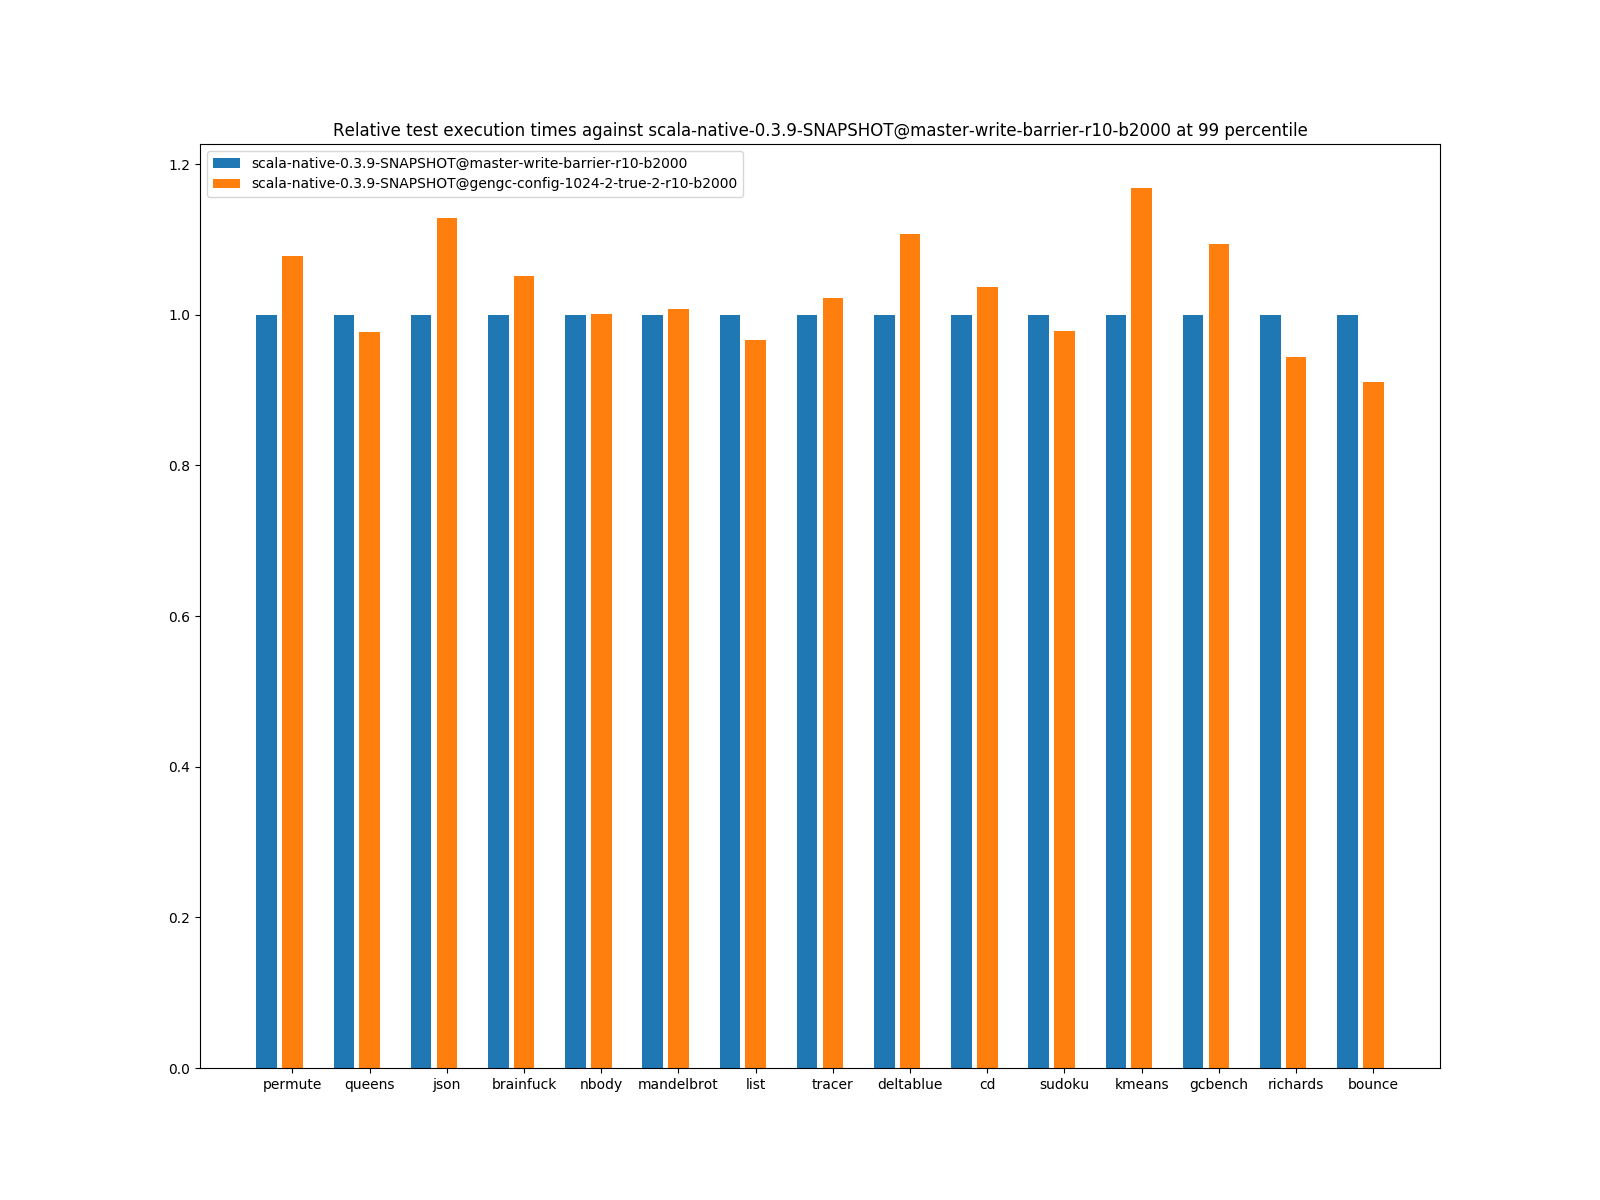 Relative test execution times against scala-native-0.3.9-SNAPSHOT@master-write-barrier-r10-b2000 at 99 percentile
scala-native-0.3.9-SNAPSHOT@master-write-barrier-r10-b2000
scala-native-0.3.9-SNAPSHOT@gengc-config-1024-2-true-2-r10-b2000
1.2
1.0
0.8
0.6
0.4
0.2
0.0
permute queens json brainfuck nbody mandelbrot list tracer deltablue cd sudoku kmeans gcbench richards bounce